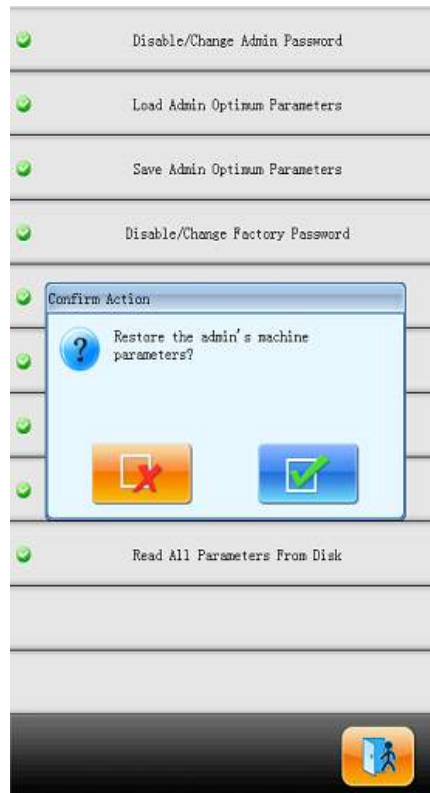 Disable/Change Admin Password
Load Admin Optimum Parameters
Save Admin Optimum Parameters
Disable/Change Factory Password
Confirm Action
Restore the admin's machine
parameters?
Read All Parameters From Disk